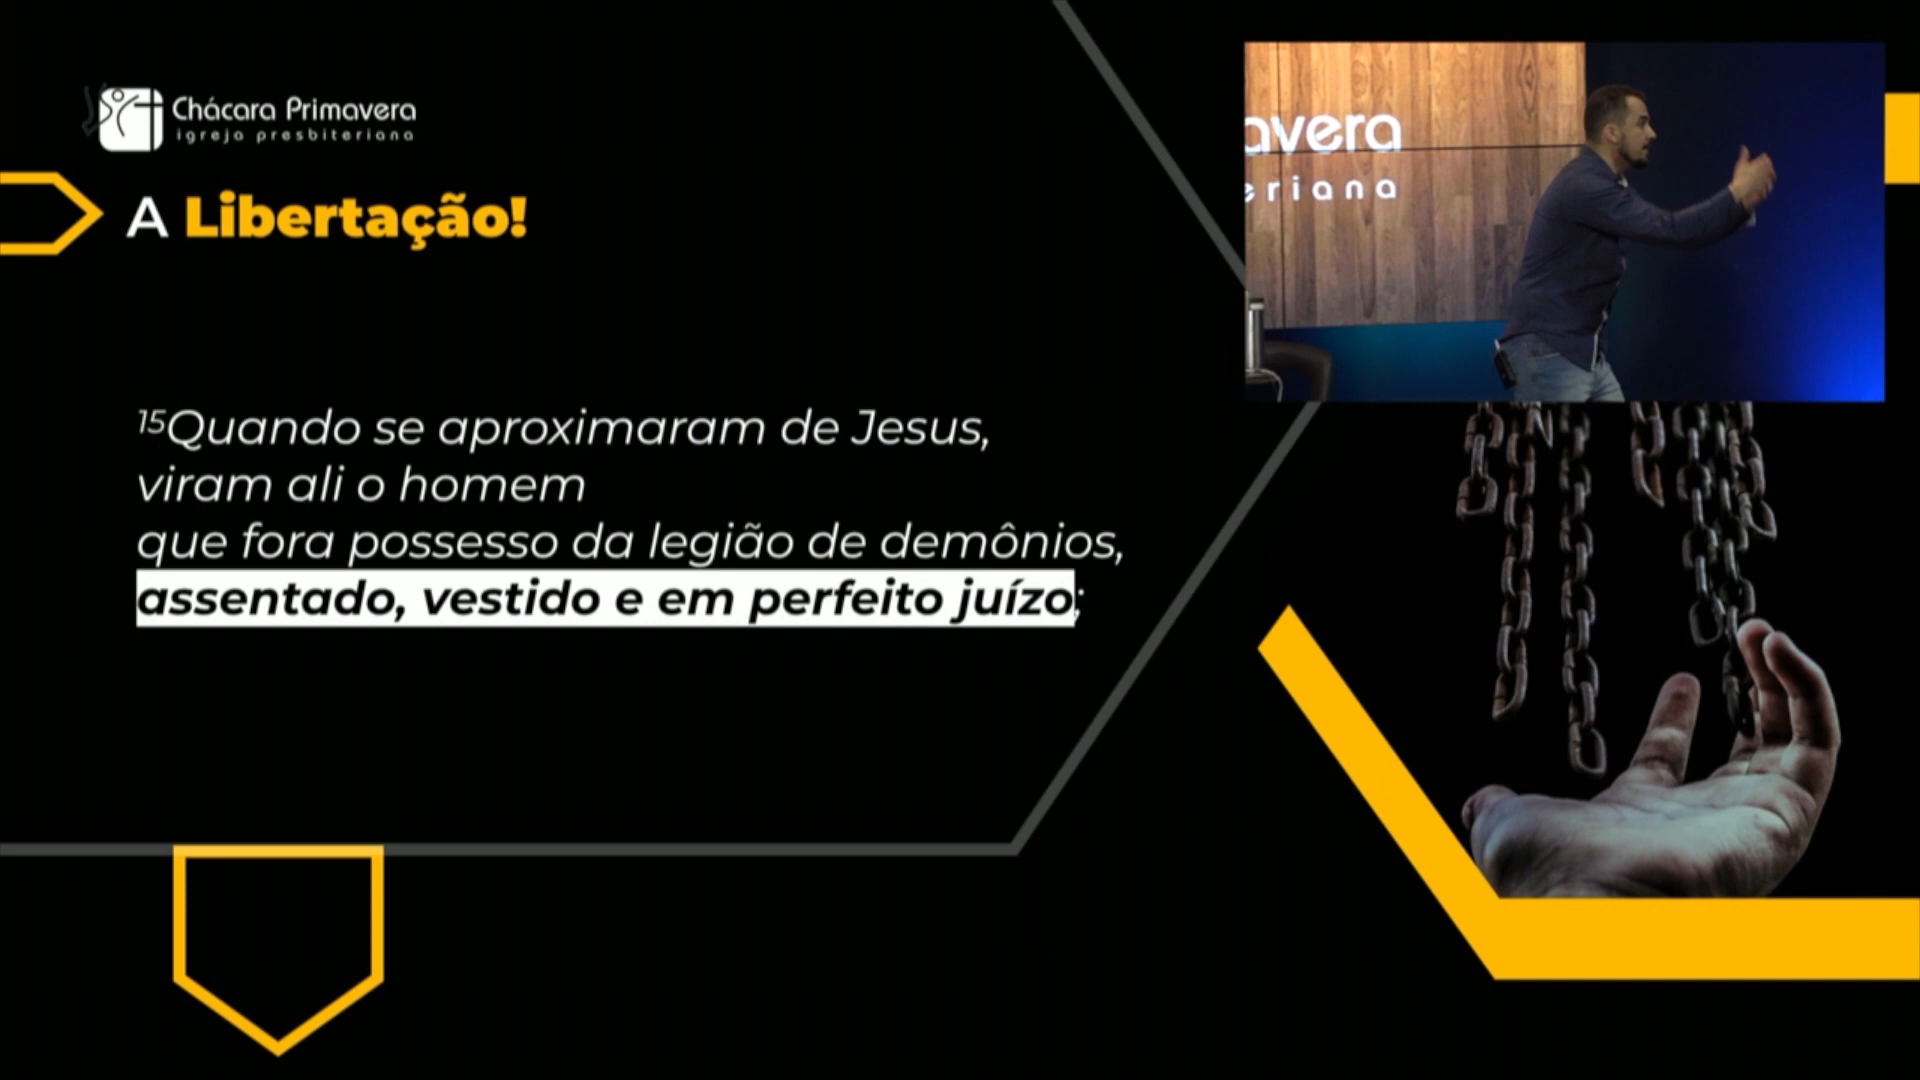 Chácara Primavera
igreja presbiteriana
A Libertação!
avera
eriana
15Quando se aproximaram de Jesus,
viram ali o homem
que fora possesso da legião de demônios,
assentado, vestido e em perfeito juízo;